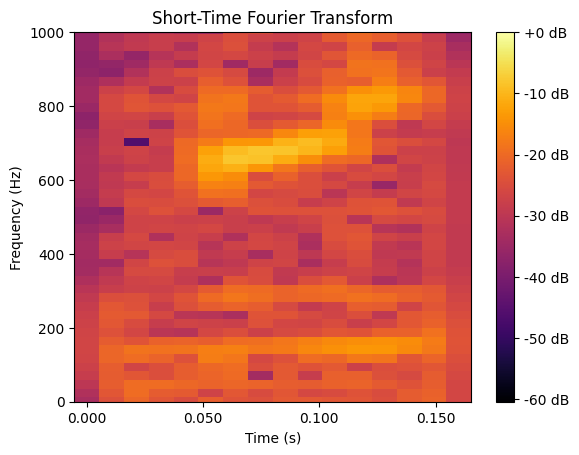 Short-Time Fourier Transform
1000
800
600
400
200
0
Frequency (Hz)
0.000
0.050
0.100
0.150
Time (s)
+0 dB
-10 dB
-20 dB
-30 dB
-40 dB
-50 dB
-60 dB